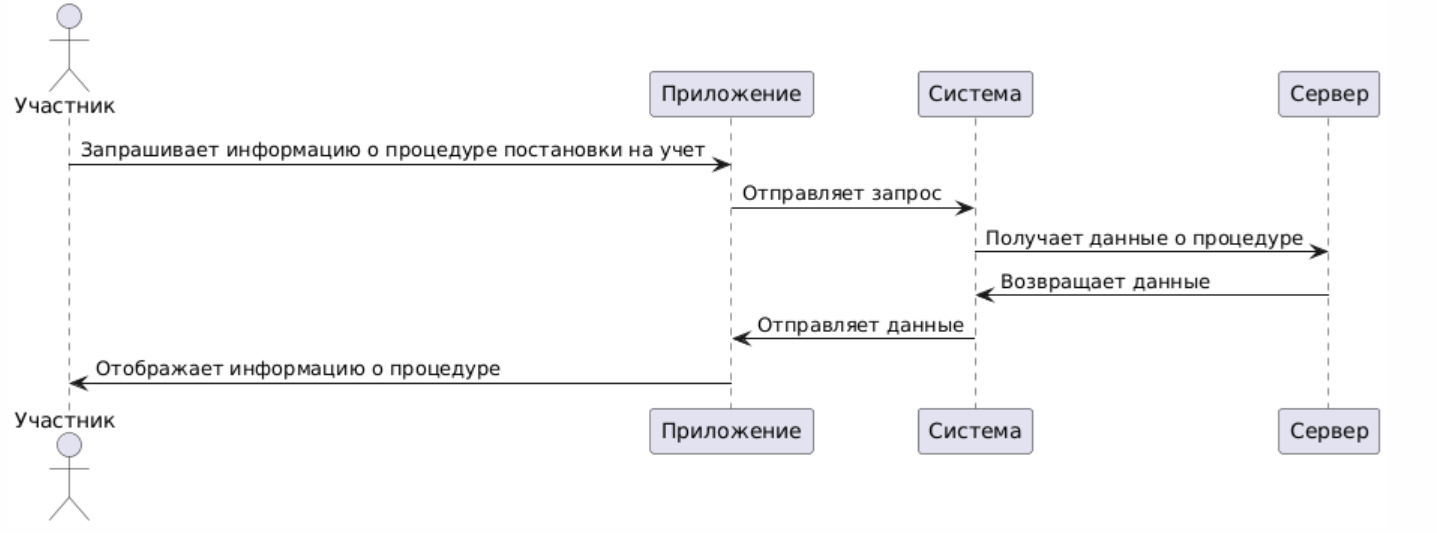 Участник
Приложение
Система
Сервер
Запрашивает информацию о процедуре постановки на учет
Отправляет запрос
Получает данные о процедуре
Возвращает данные
Отправляет данные
Отображает информацию о процедуре
Участник
Приложение
Система
Сервер